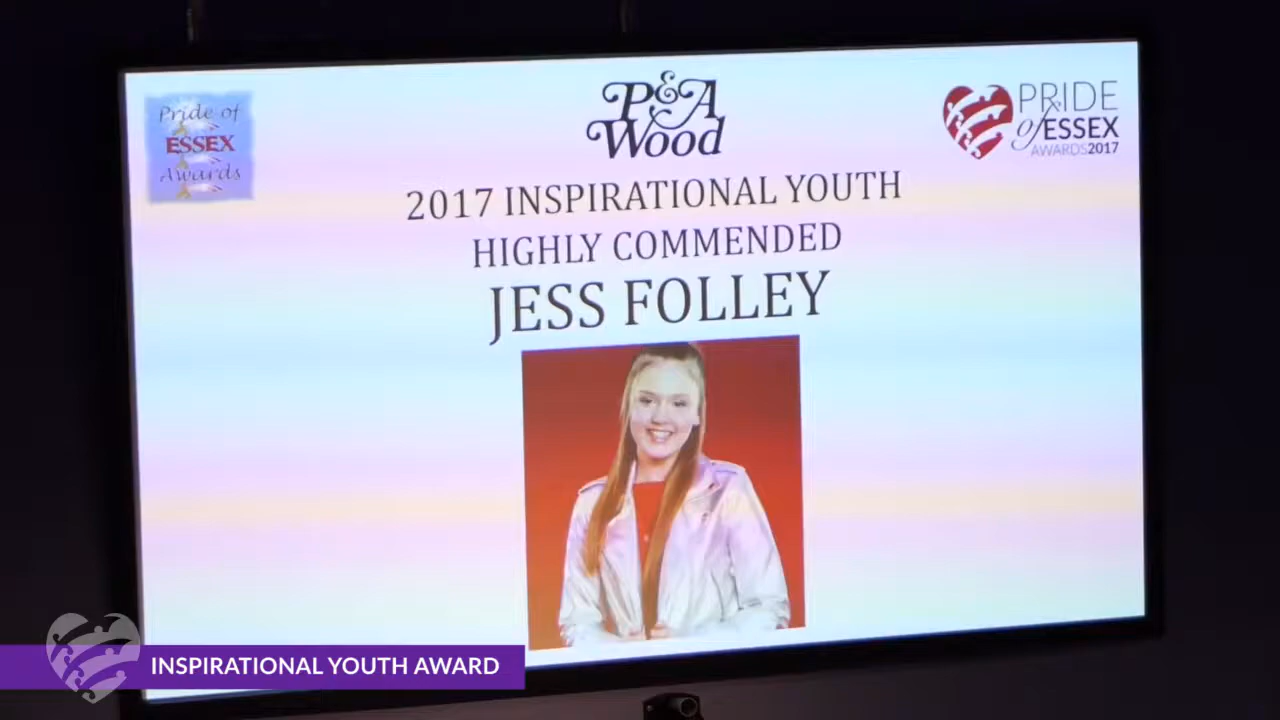 Pride of
ESSEX
Awards
P&A
Wood
PRIDE
of ESSEX
AWARDS2017
2017 INSPIRATIONAL YOUTH
HIGHLY COMMENDED
JESS FOLLEY
INSPIRATIONAL YOUTH AWARD